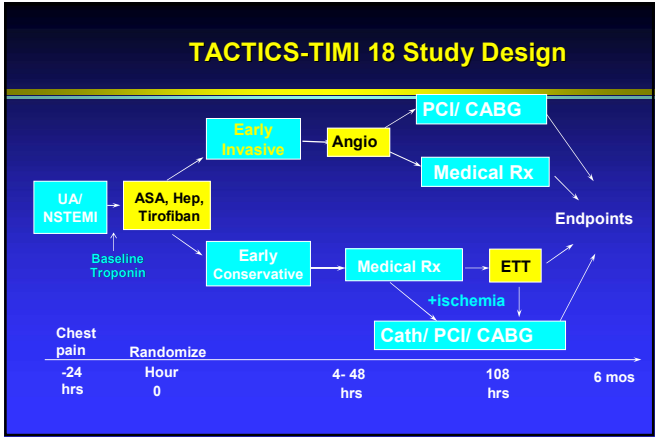 TACTICS-TIMI 18 Study Design
PCI/ CABG
Early
Invasive
Angio
Medical Rx
UA/
NSTEMI
ASA, Hep,
Tirofiban
Endpoints
Baseline
Troponin
Early
Conservative
Medical Rx
ETT
+ischemia
Cath/ PCI/ CABG
Chest
pain
Randomize
-24
hrs
Hour
0
4- 48
hrs
108
hrs
6 mos